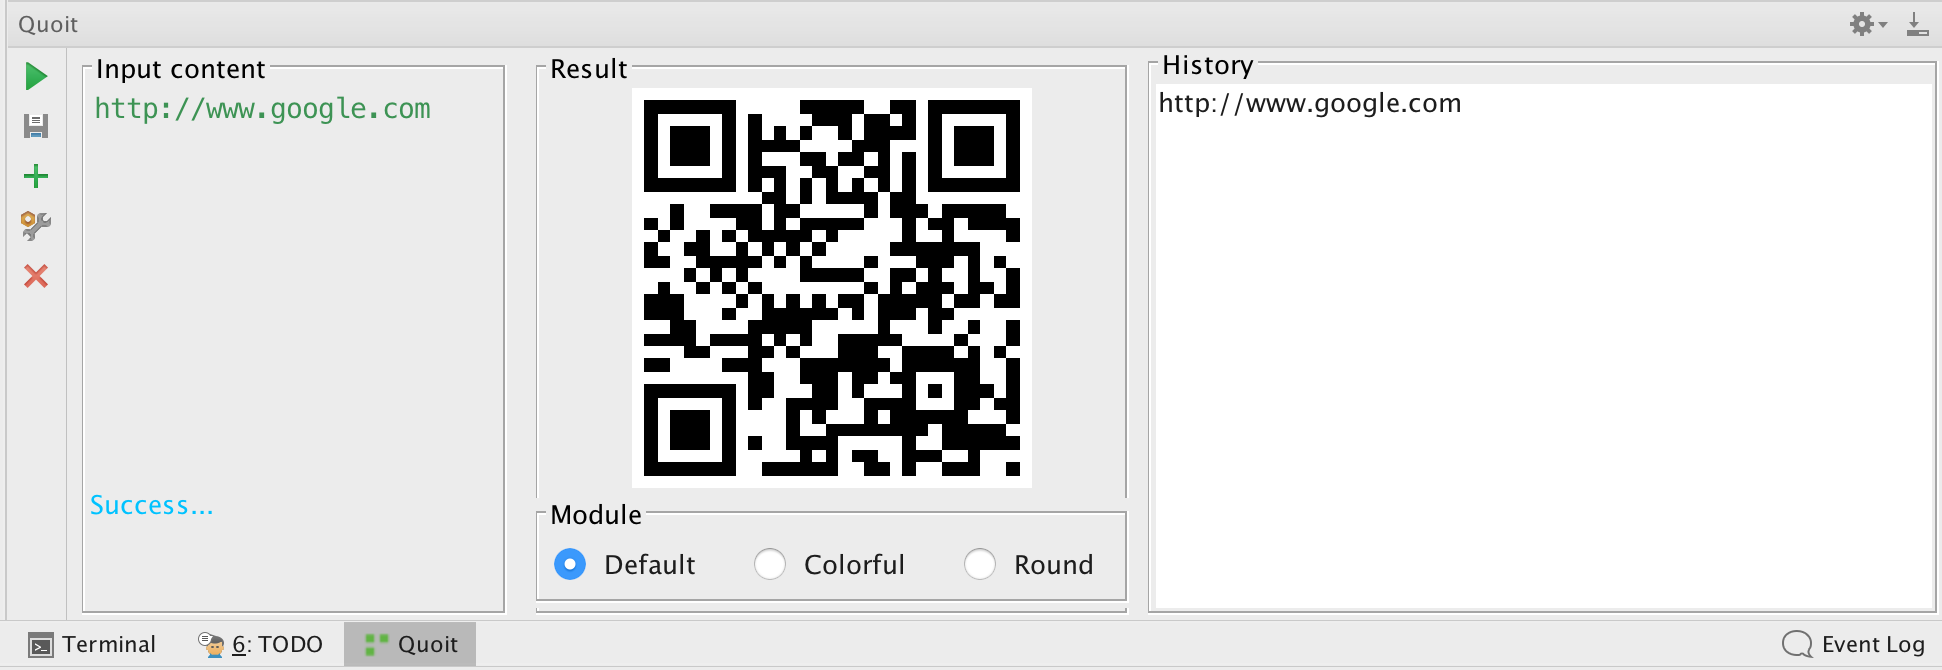 Quoit
Input content
http://www.google.com
Success...
Result
Module
Default
Colorful
Round
History
http://www.google.com
Terminal
6: TODO
Quoit
Event Log